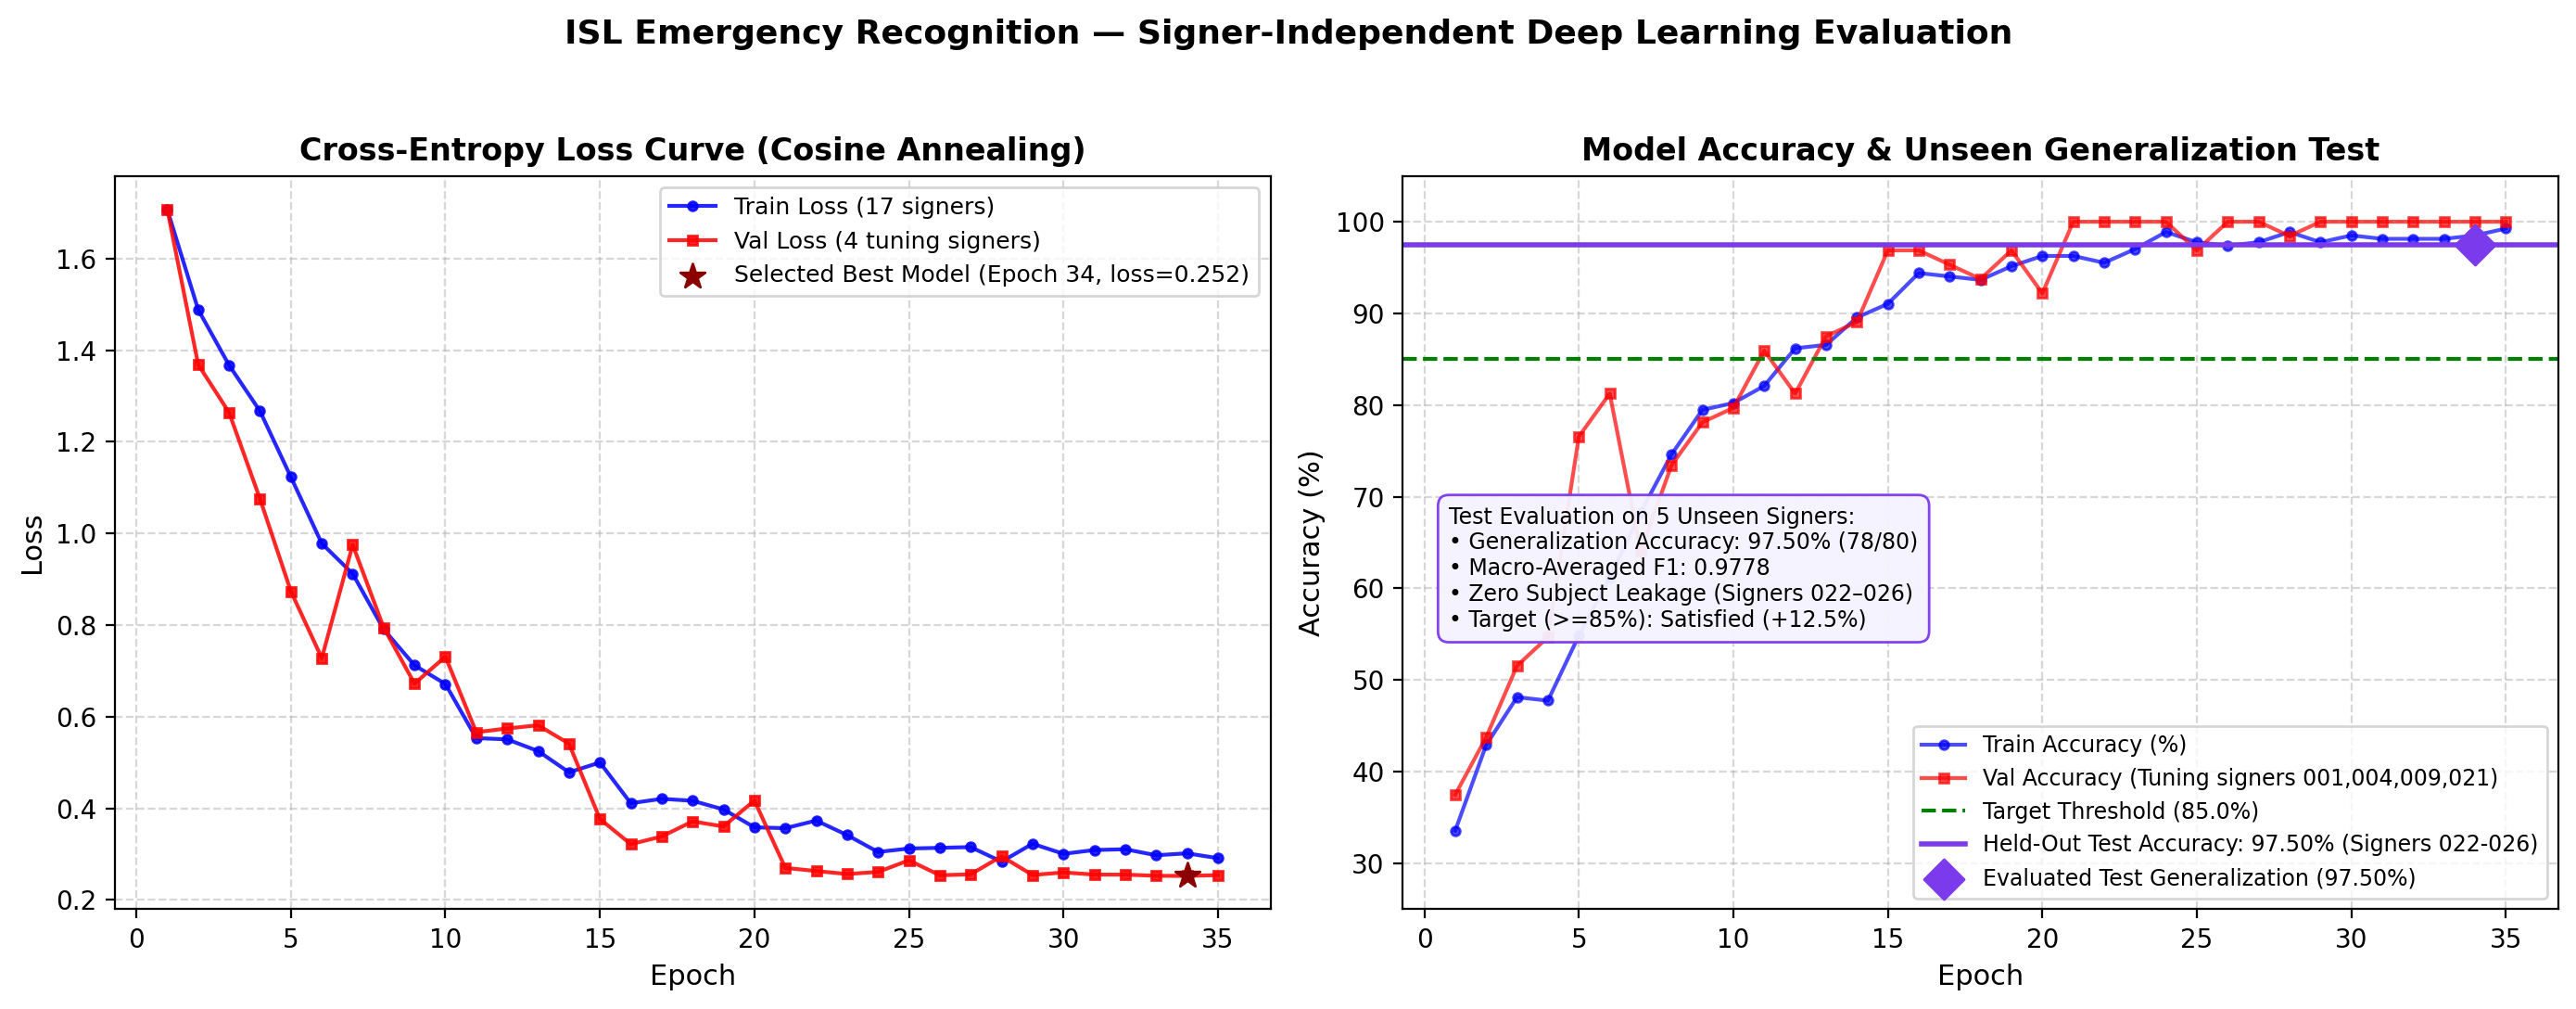 ISL Emergency Recognition — Signer-Independent Deep Learning Evaluation
Cross-Entropy Loss Curve (Cosine Annealing)
Train Loss (17 signers)
Val Loss (4 tuning signers)
Selected Best Model (Epoch 34, loss=0.252)
Loss
1.6
1.4
1.2
1.0
0.8
0.6
0.4
0.2
0 5 10 15 20 25 30 35
Epoch
Model Accuracy & Unseen Generalization Test
Accuracy (%)
100
90
80
70
60
50
40
30
Test Evaluation on 5 Unseen Signers:
• Generalization Accuracy: 97.50% (78/80)
• Macro-Averaged F1: 0.9778
• Zero Subject Leakage (Signers 022–026)
• Target (>=85%): Satisfied (+12.5%)
Train Accuracy (%)
Val Accuracy (Tuning signers 001,004,009,021)
Target Threshold (85.0%)
Held-Out Test Accuracy: 97.50% (Signers 022-026)
Evaluated Test Generalization (97.50%)
0 5 10 15 20 25 30 35
Epoch